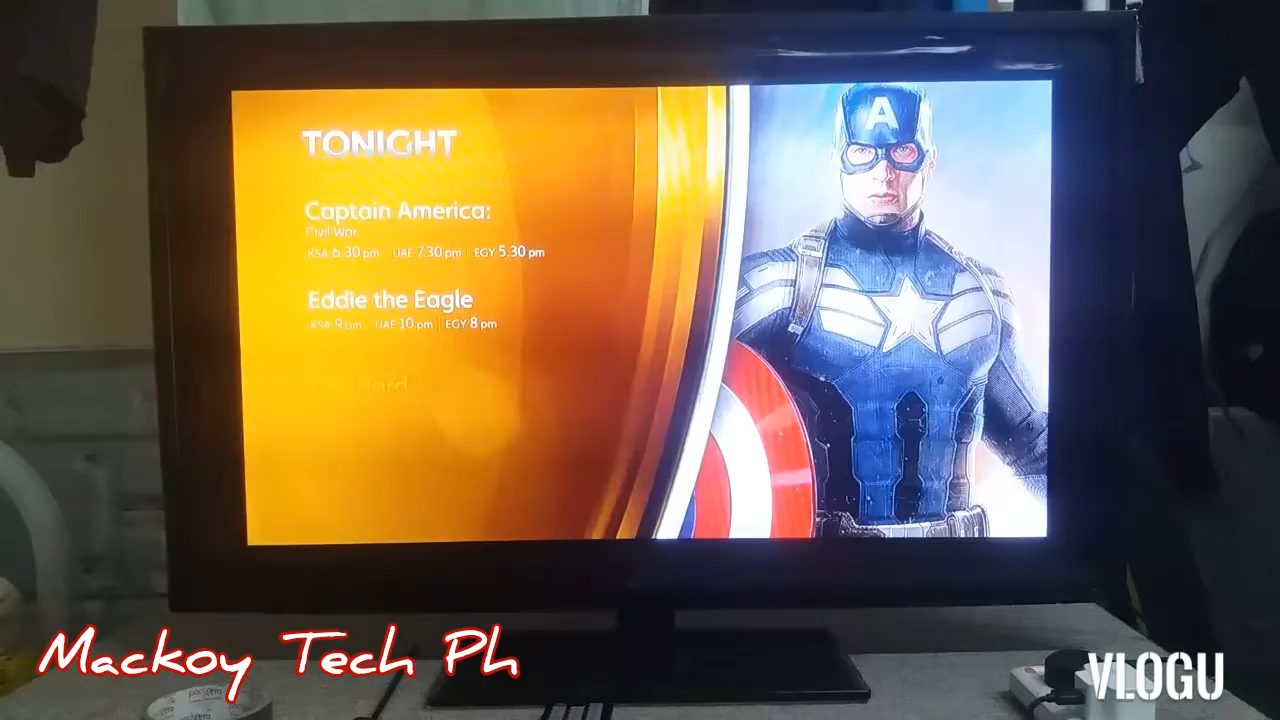 TONIGHT
Captain America:
Civil War
KSA 6.30 pm | UAE 7.30 pm | EGY 5.30 pm
Eddie the Eagle
KSA 9 pm | UAE 10 pm | EGY 8 pm
Hard
A
Mackoy Tech Ph
VLOGU